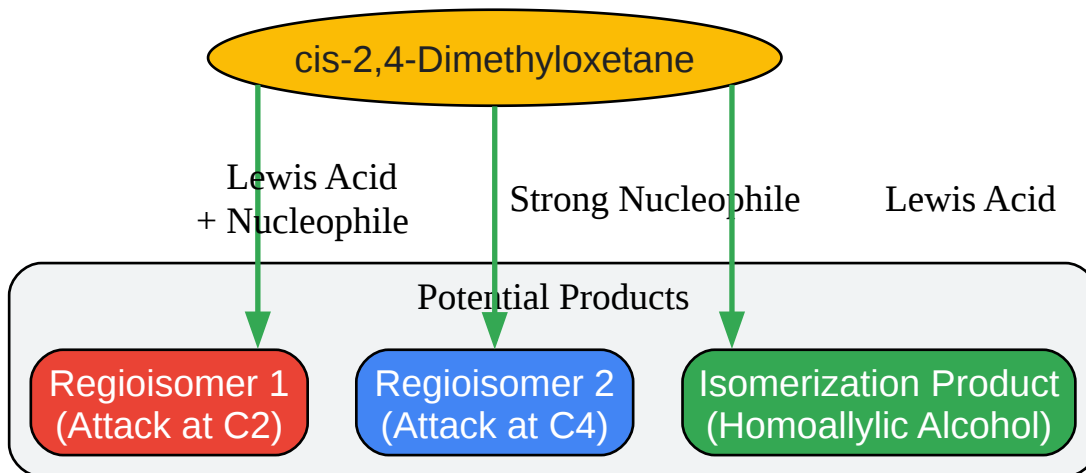 cis-2,4-Dimethyloxetane
Lewis Acid
+ Nucleophile
Strong Nucleophile
Lewis Acid
Potential Products
Regioisomer 1
(Attack at C2)
Regioisomer 2
(Attack at C4)
Isomerization Product
(Homoallylic Alcohol)